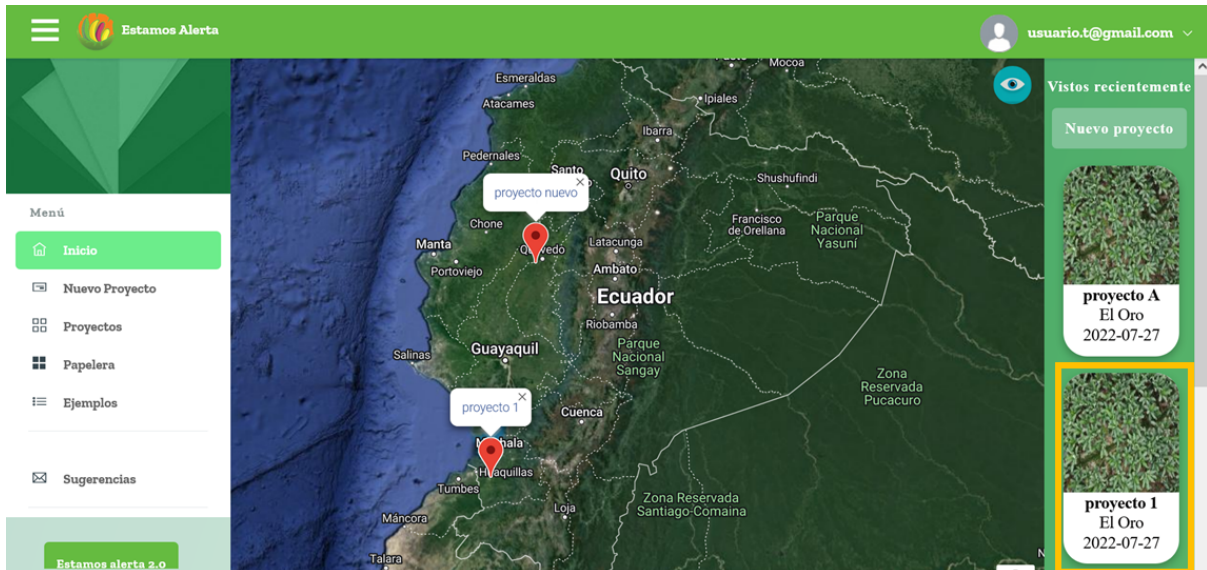 Estamos Alerta
usuario.t@gmail.com
Menú
Inicio
Nuevo Proyecto
Proyectos
Papelera
Ejemplos
Sugerencias
Estamos alerta 2.0
Mocoa
Esmeraldas
Atacames
Ipiales
Ibarra
Pedernales
Santo
Quito
Shushufindi
proyecto nuevo
Chone
Francisco
de Orellana
Parque
Nacional
Yasuní
Manta
Latacunga
Portoviejo
Ambato
Ecuador
Riobamba
Guayaquil
Parque
Nacional
Sangay
Salinas
Zona
Reservada
Pucacuro
proyecto 1
Cuenca
Huaquillas
Tumbes
Loja
Zona Reservada
Santiago-Comaina
Máncora
Talara
Vistos recientemente
Nuevo proyecto
proyecto A
El Oro
2022-07-27
proyecto 1
El Oro
2022-07-27